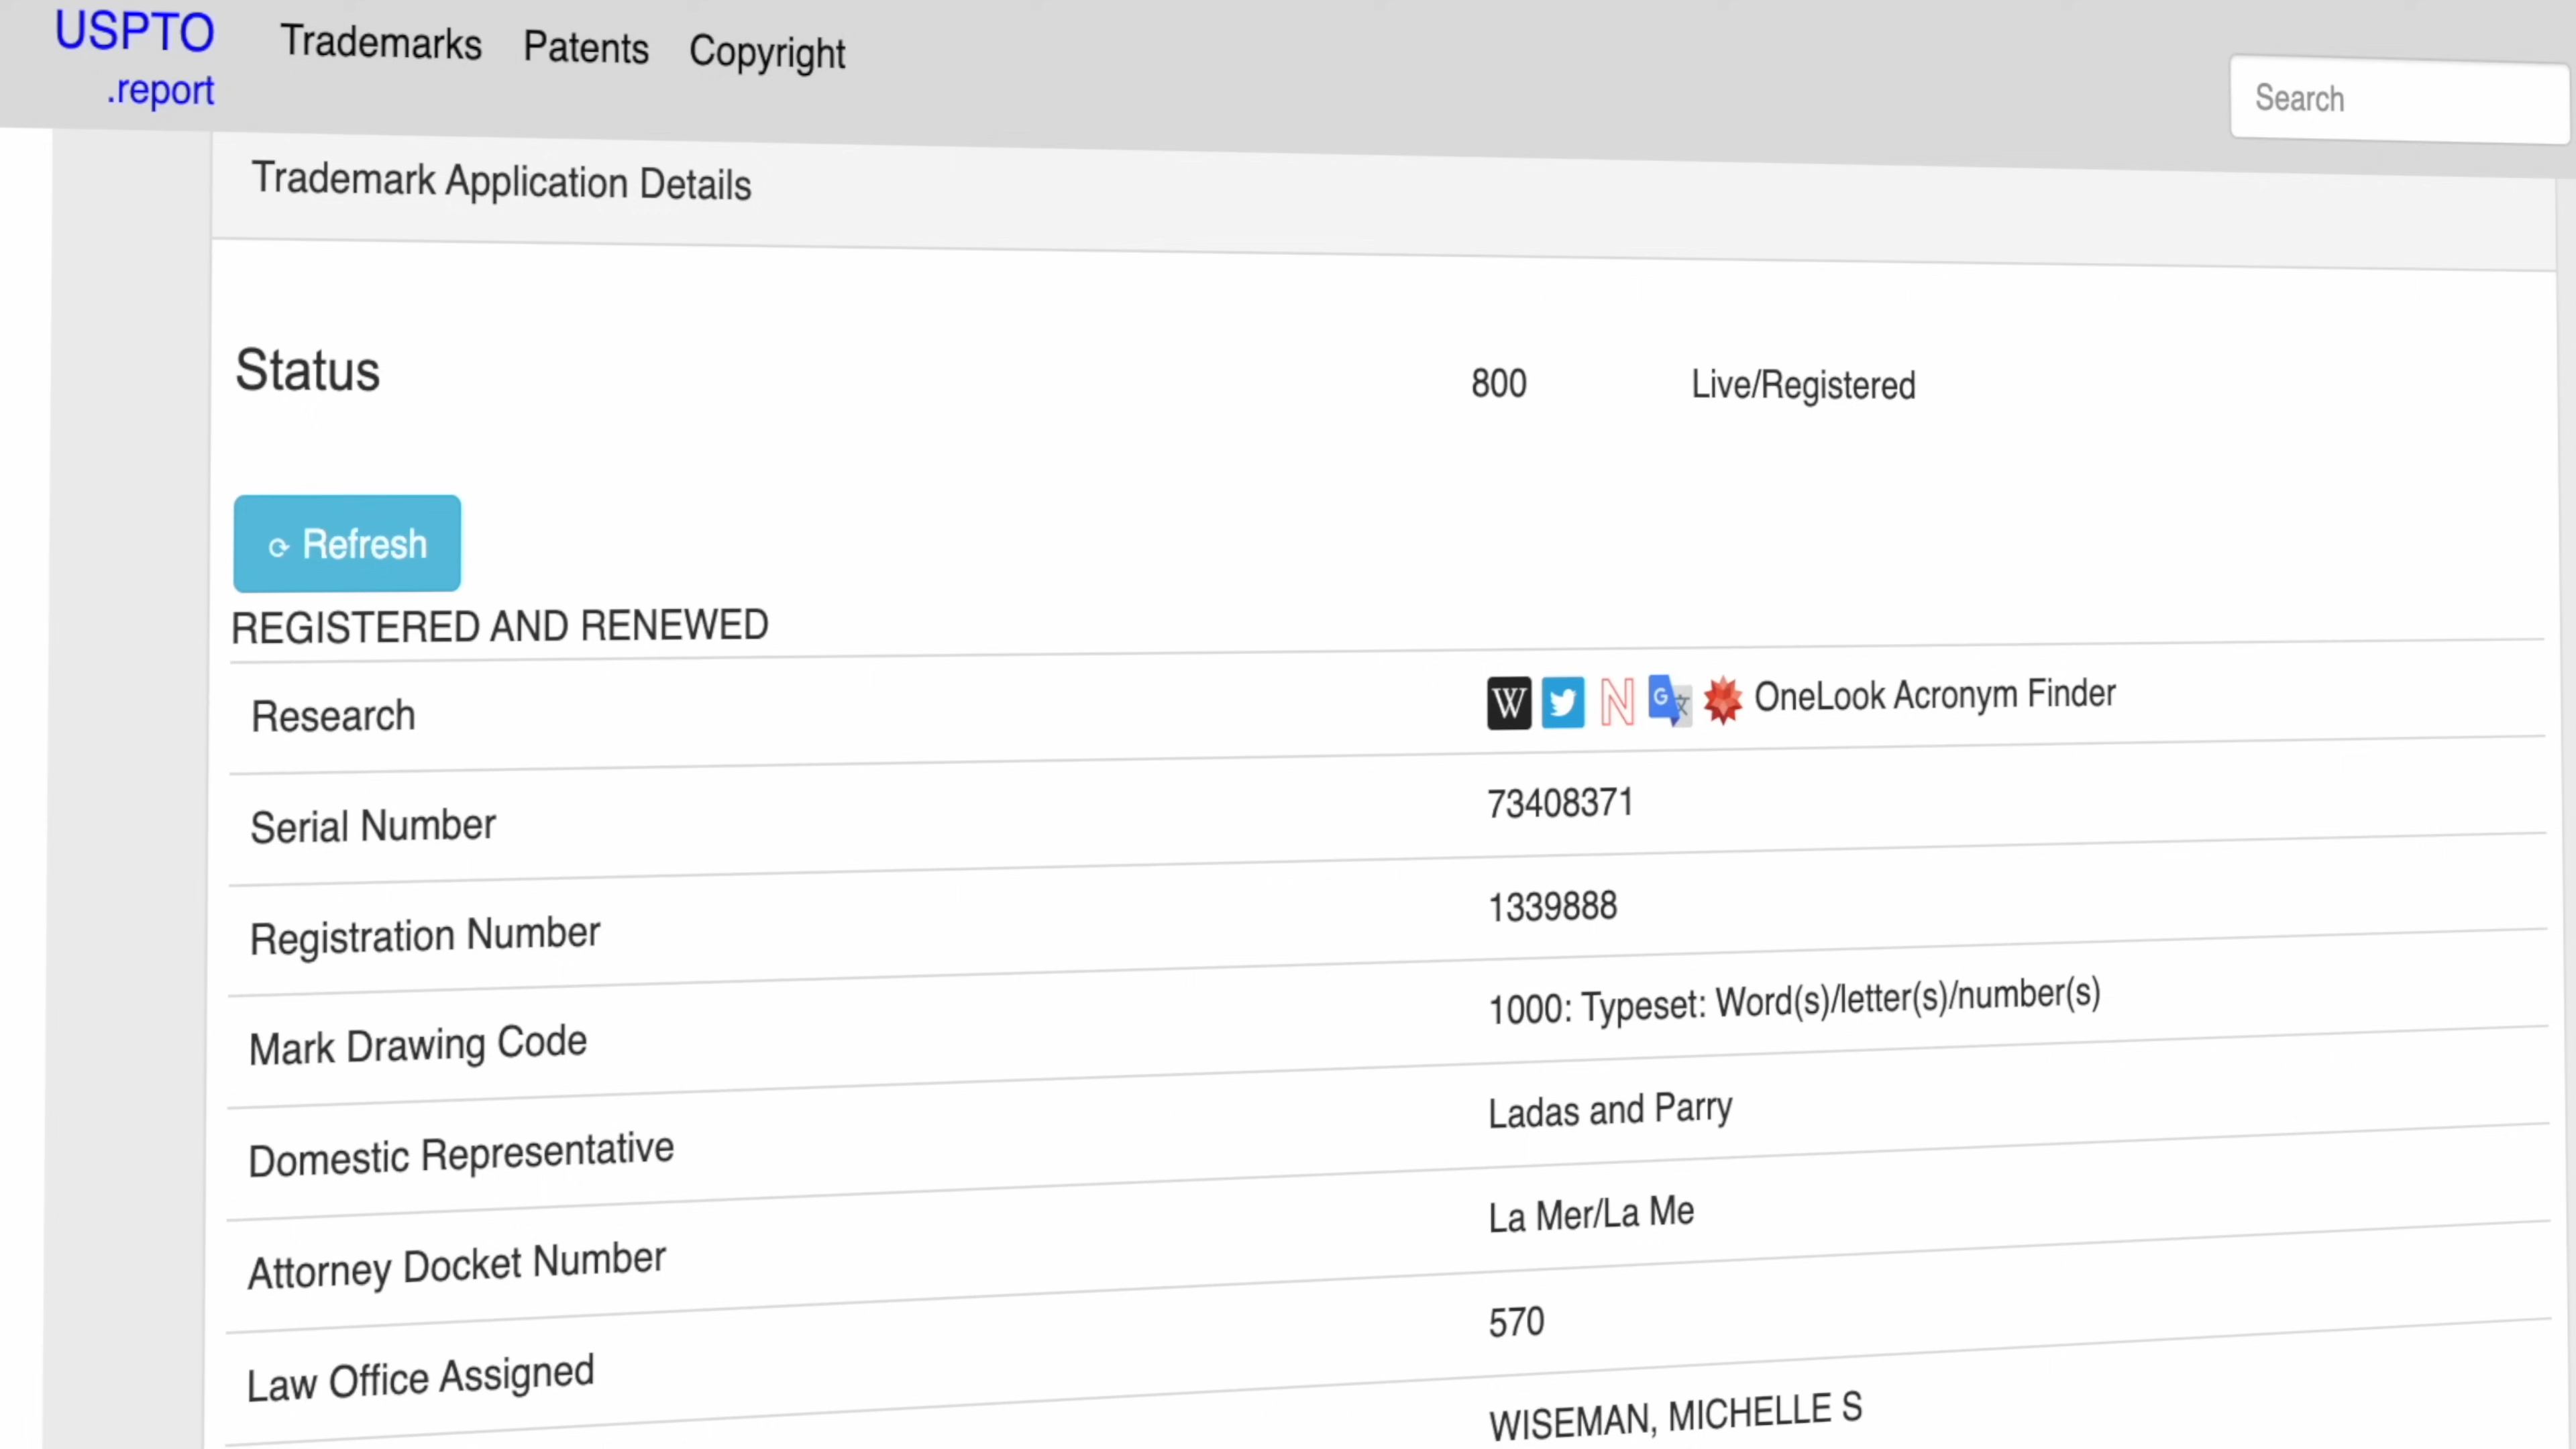 USPTO
.report
Trademarks Patents Copyright
Search
Trademark Application Details
Status 800 Live/Registered
⟳ Refresh
REGISTERED AND RENEWED
Research W N G 文 OneLook Acronym Finder
Serial Number 73408371
Registration Number 1339888
Mark Drawing Code 1000: Typeset: Word(s)/letter(s)/number(s)
Domestic Representative Ladas and Parry
Attorney Docket Number La Mer/La Me
Law Office Assigned 570
WISEMAN, MICHELLE S